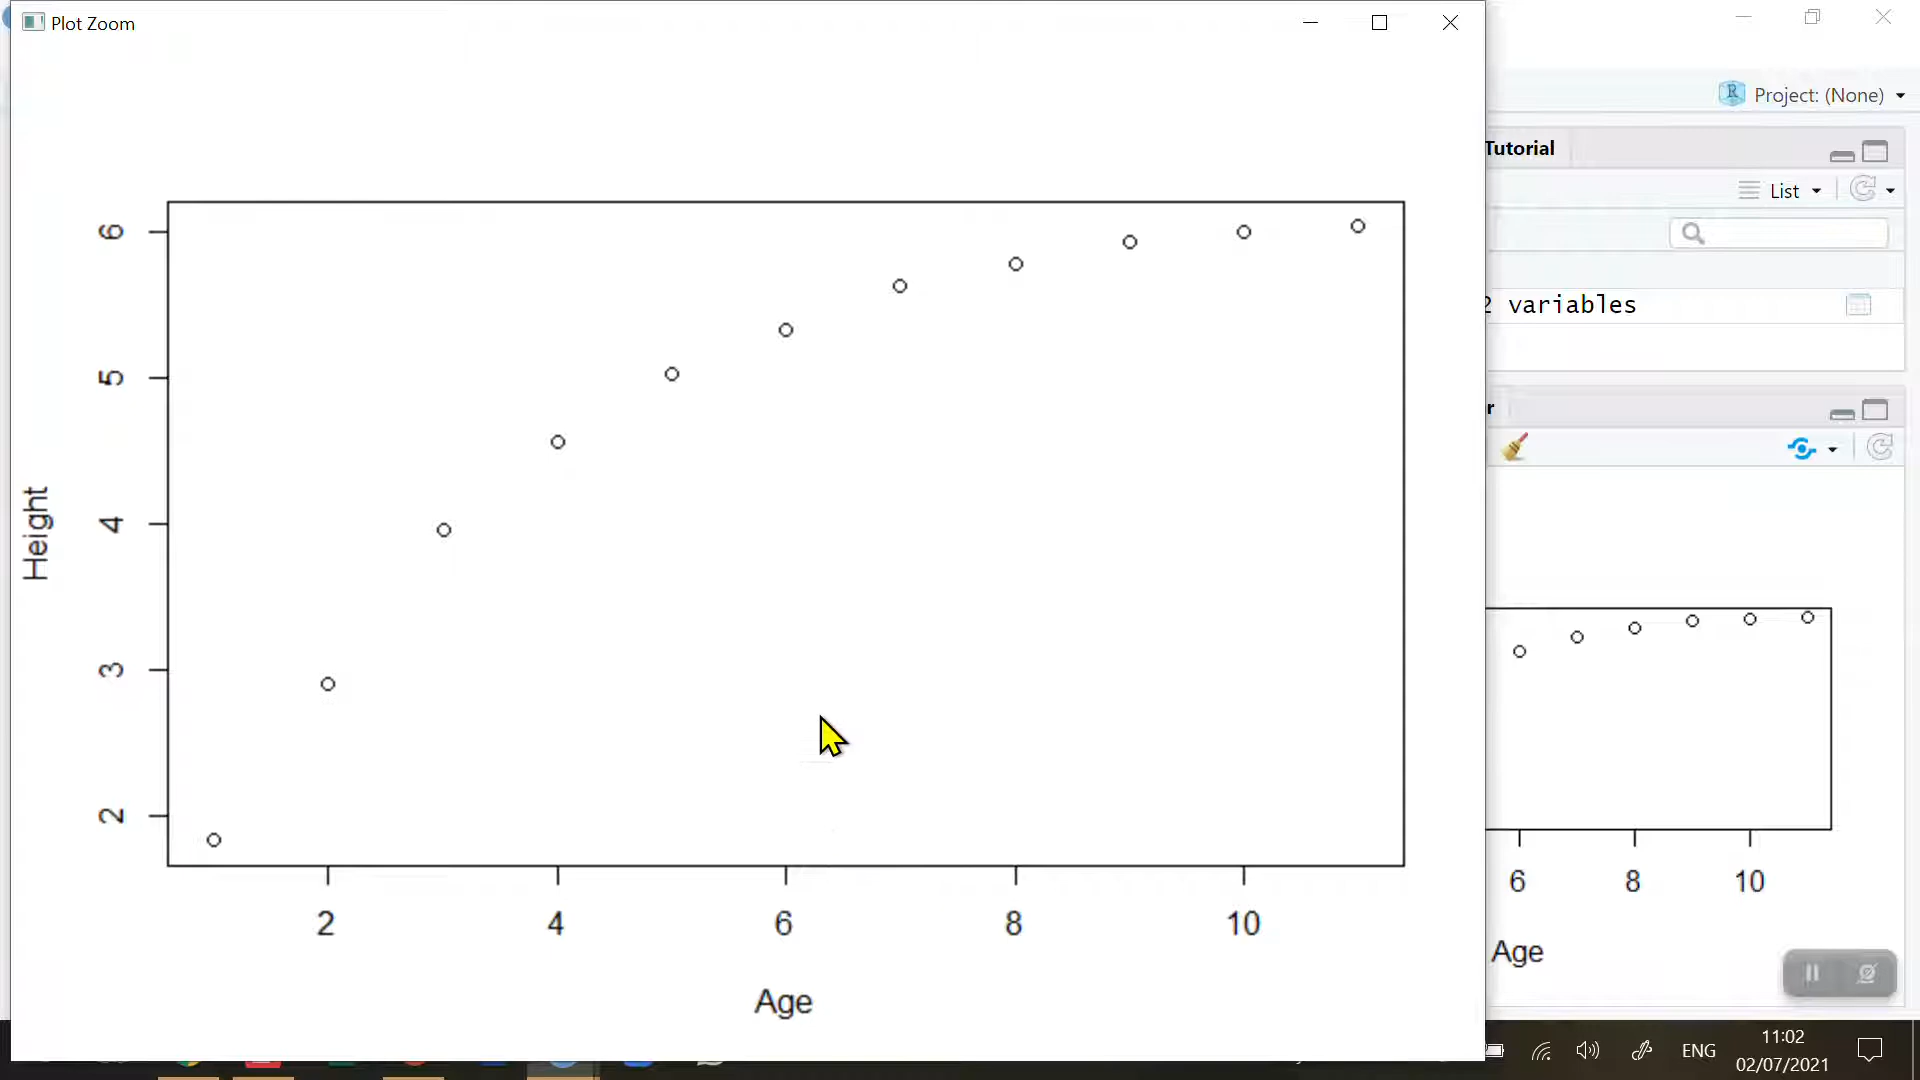 Plot Zoom
Project: (None)
Tutorial
List
2 variables
r
6
5
4
3
2
Height
2
4
6
8
10
Age
6
8
10
Age
ENG
11:02
02/07/2021